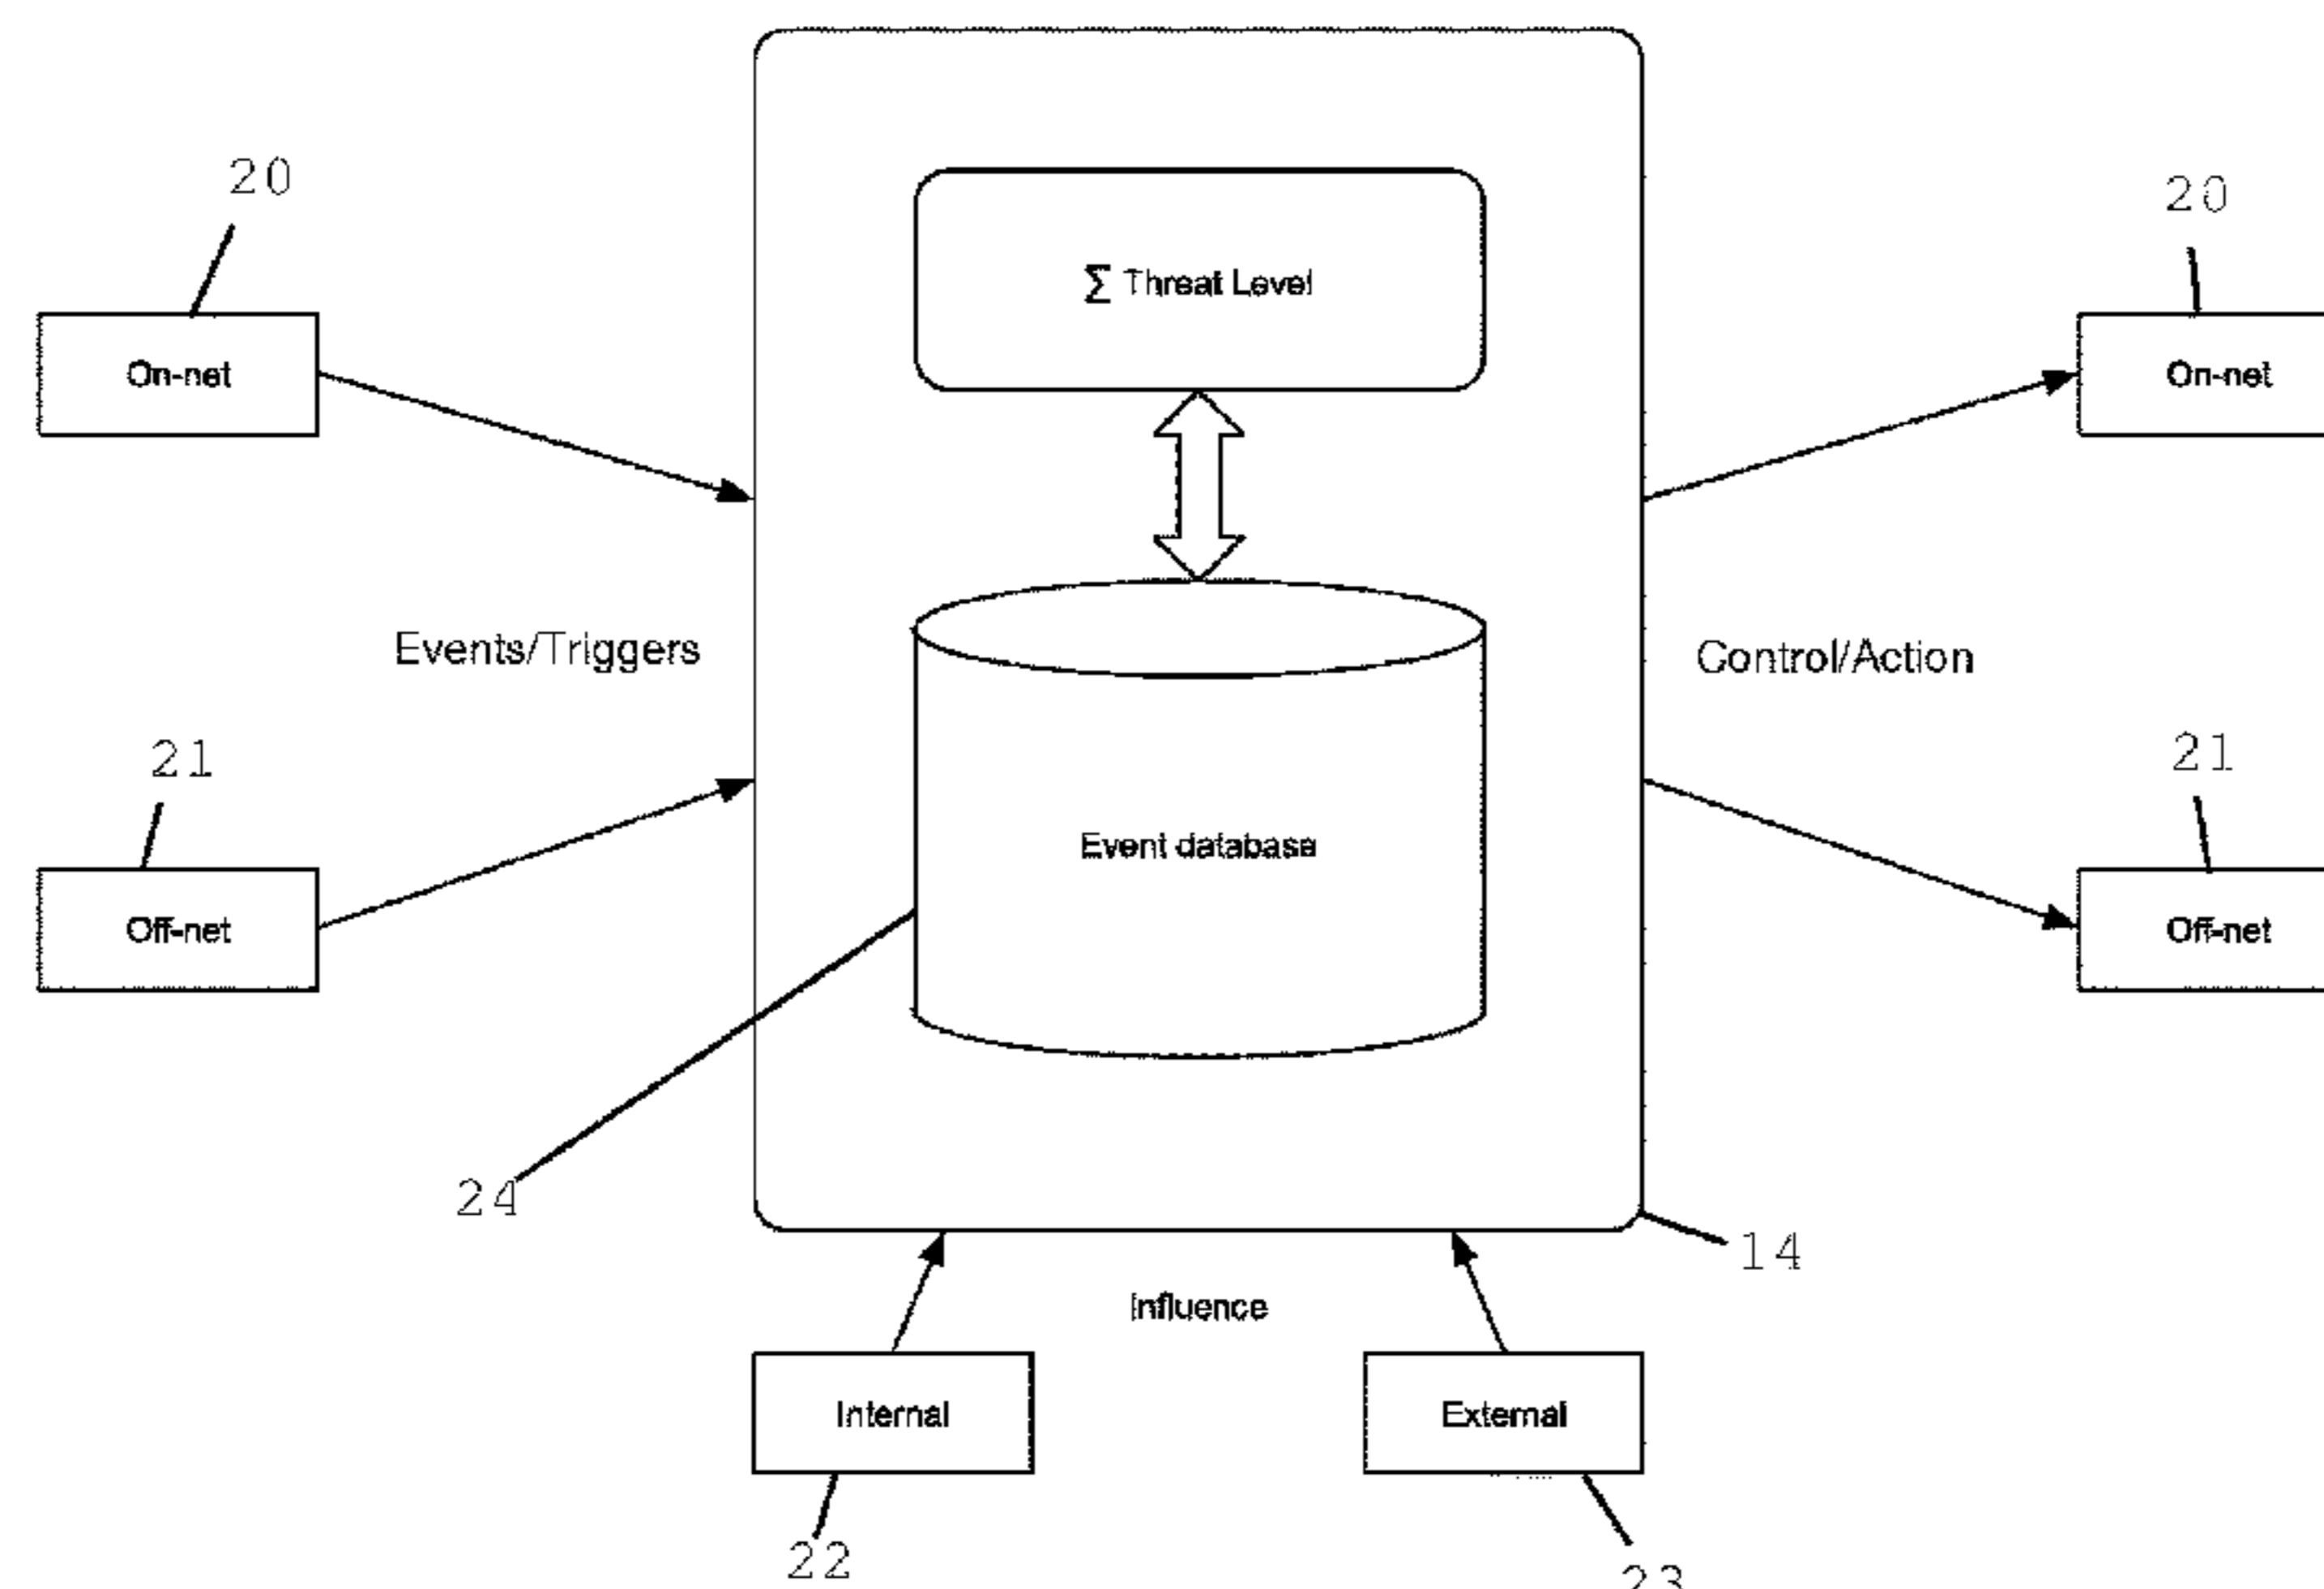 20
20
∑ Threat Level
On-net
On-net
Events/Triggers
Control/Action
21
21
Event database
Off-net
Off-net
24
14
Influence
Internal
External
22
23